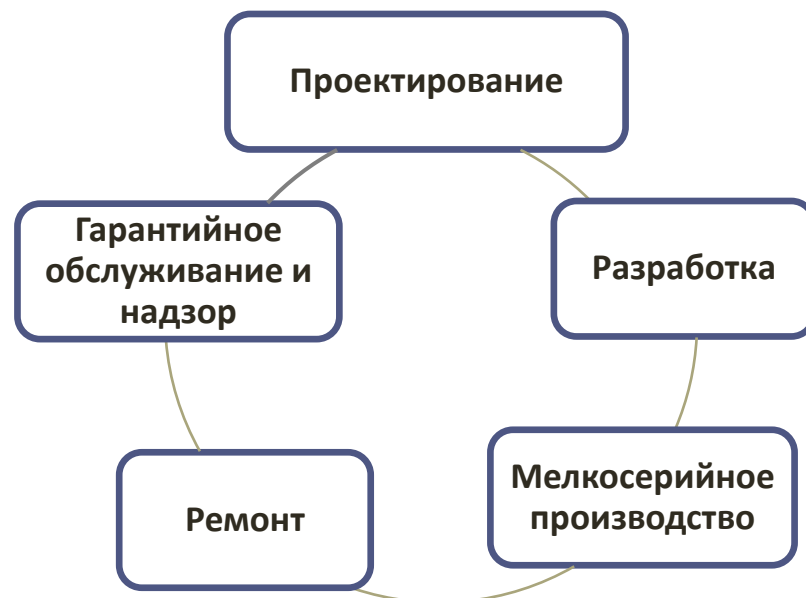 Проектирование
Разработка
Мелкосерийное
производство
Ремонт
Гарантийное
обслуживание и
надзор